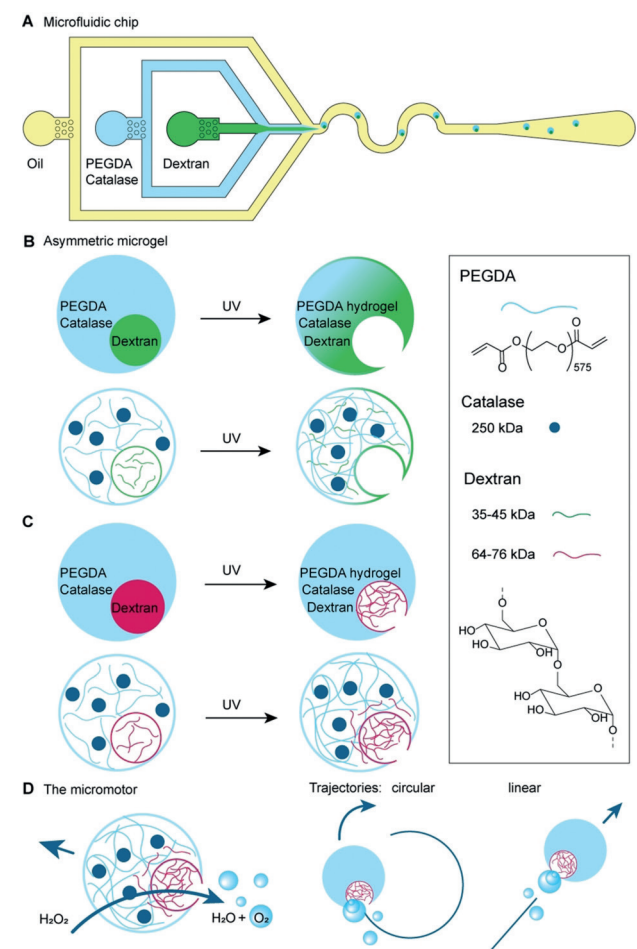 A Microfluidic chip
Oil
PEGDA
Catalase
Dextran
B Asymmetric microgel
PEGDA
Catalase
Dextran
UV
PEGDA hydrogel
Catalase
Dextran
UV
C
PEGDA
Catalase
Dextran
UV
PEGDA hydrogel
Catalase
Dextran
UV
PEGDA
O
O
O
O
575
Catalase
250 kDa
Dextran
35-45 kDa
64-76 kDa
O
O
HO
HO
OH
O
O
HO
HO
OH
O
D The micromotor
H₂O₂
H₂O + O₂
Trajectories: circular
linear